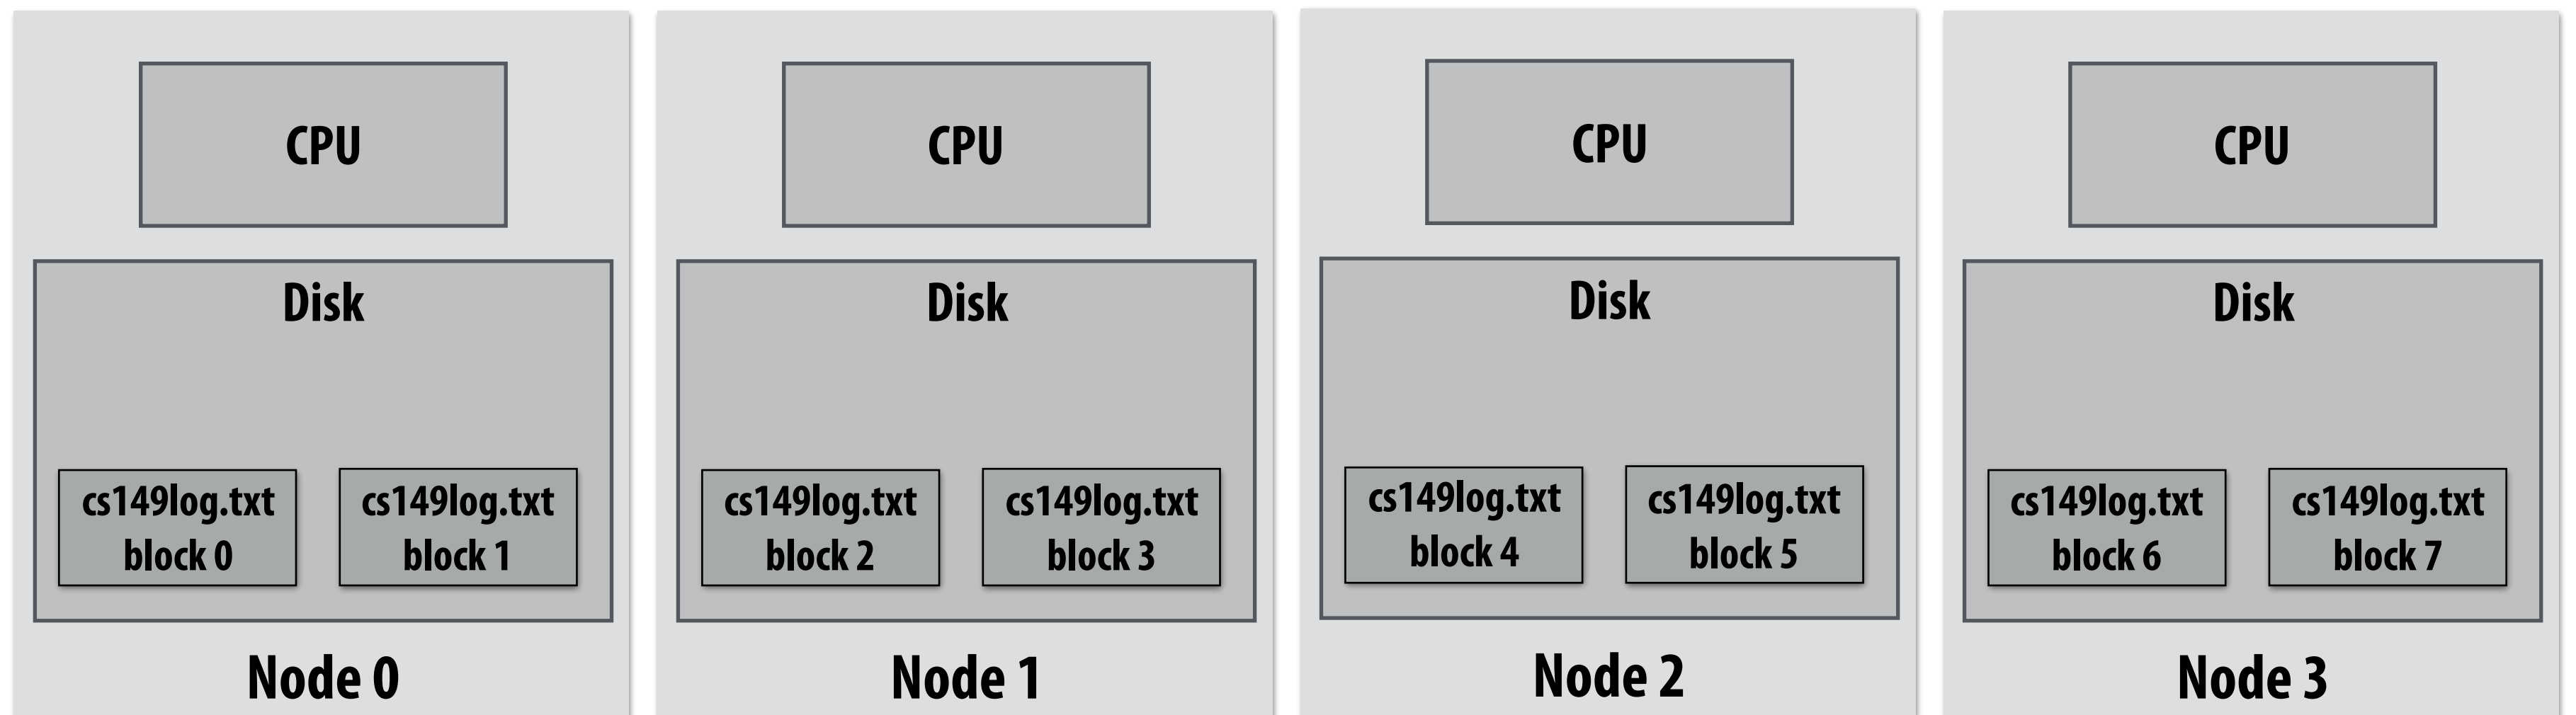 CPU
Disk
cs149log.txt
block 0
cs149log.txt
block 1
Node 0
CPU
Disk
cs149log.txt
block 2
cs149log.txt
block 3
Node 1
CPU
Disk
cs149log.txt
block 4
cs149log.txt
block 5
Node 2
CPU
Disk
cs149log.txt
block 6
cs149log.txt
block 7
Node 3